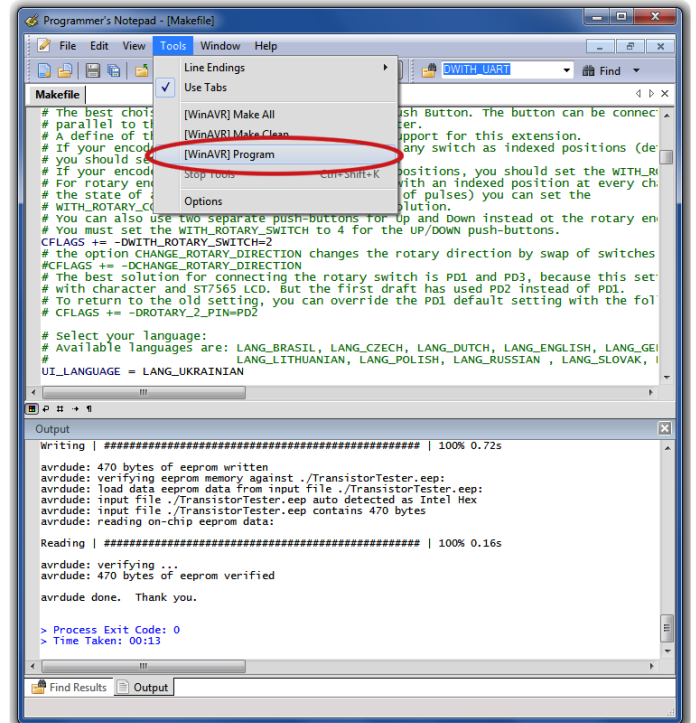 Programmer's Notepad - [Makefile]
File Edit View Tools Window Help
DWITH_UART Find
Makefile
Line Endings
Use Tabs
[WinAVR] Make All
[WinAVR] Make Clean
[WinAVR] Program
Stop Tools Ctrl+Shift+K
Options
# The best choi ush Button. The button can be connec
# parallel to th er.
# A define of th pport for this extension.
# If your encode any switch as indexed positions (de
# you should se
# If your encode positions, you should set the WITH_R
# For rotary en with an indexed position at every ch
# the state of a of pulses) you can set the
# WITH_ROTARY_C olution.
# You can also use two separate push-buttons for Up and Down instead ot the rotary en
# You must set the WITH_ROTARY_SWITCH to 4 for the UP/DOWN push-buttons.
CFLAGS += -DWITH_ROTARY_SWITCH=2
# the option CHANGE_ROTARY_DIRECTION changes the rotary direction by swap of switches
#CFLAGS += -DCHANGE_ROTARY_DIRECTION
# The best solution for connecting the rotary switch is PD1 and PD3, because this set
# with character and ST7565 LCD. But the first draft has used PD2 instead of PD1.
# To return to the old setting, you can override the PD1 default setting with the fol
# CFLAGS += -DROTARY_2_PIN=PD2
# Select your language:
# Available languages are: LANG_BRASIL, LANG_CZECH, LANG_DUTCH, LANG_ENGLISH, LANG_GE
# LANG_LITHUANIAN, LANG_POLISH, LANG_RUSSIAN , LANG_SLOVAK,
UI_LANGUAGE = LANG_UKRAINIAN
Output
Writing | ################################################## | 100% 0.72s
avrdude: 470 bytes of eeprom written
avrdude: verifying eeprom memory against ./TransistorTester.eep:
avrdude: load data eeprom data from input file ./TransistorTester.eep:
avrdude: input file ./TransistorTester.eep auto detected as Intel Hex
avrdude: input file ./TransistorTester.eep contains 470 bytes
avrdude: reading on-chip eeprom data:
Reading | ################################################## | 100% 0.16s
avrdude: verifying ...
avrdude: 470 bytes of eeprom verified
avrdude done. Thank you.
> Process Exit Code: 0
> Time Taken: 00:13
Find Results Output